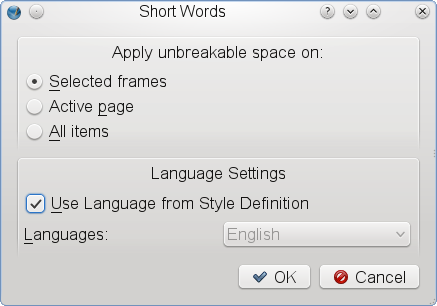 Short Words
Apply unbreakable space on:
Selected frames
Active page
All items
Language Settings
Use Language from Style Definition
Languages: English
OK Cancel